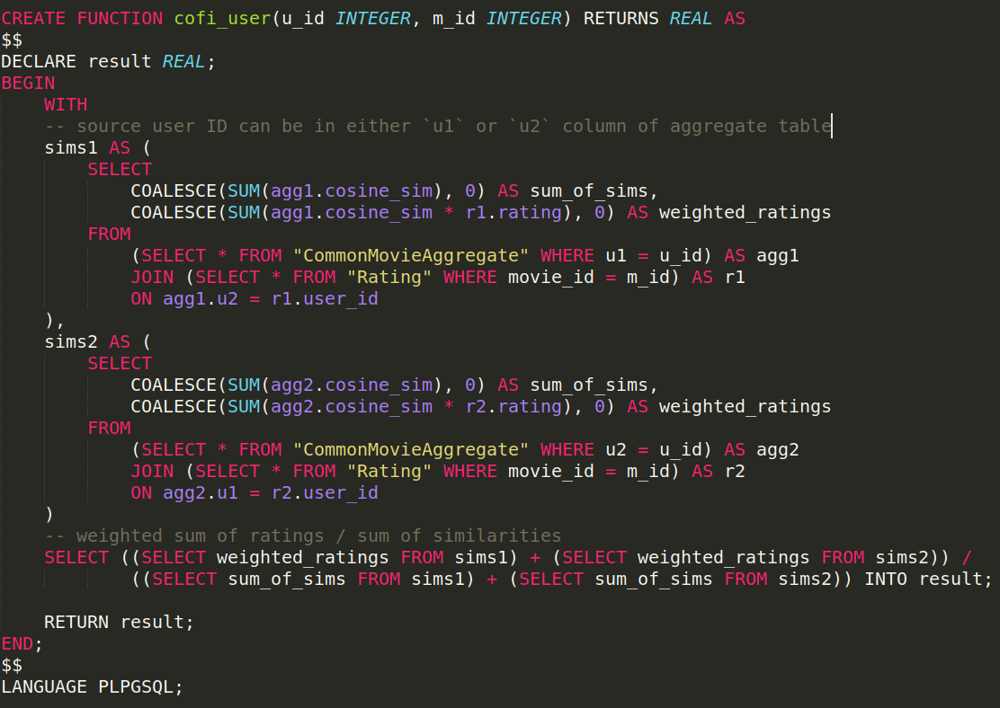 CREATE FUNCTION cofi_user(u_id INTEGER, m_id INTEGER) RETURNS REAL AS
$$
DECLARE result REAL;
BEGIN
    WITH
    -- source user ID can be in either `u1` or `u2` column of aggregate table
    sims1 AS (
        SELECT
            COALESCE(SUM(agg1.cosine_sim), 0) AS sum_of_sims,
            COALESCE(SUM(agg1.cosine_sim * r1.rating), 0) AS weighted_ratings
        FROM
            (SELECT * FROM "CommonMovieAggregate" WHERE u1 = u_id) AS agg1
            JOIN (SELECT * FROM "Rating" WHERE movie_id = m_id) AS r1
            ON agg1.u2 = r1.user_id
    ),
    sims2 AS (
        SELECT
            COALESCE(SUM(agg2.cosine_sim), 0) AS sum_of_sims,
            COALESCE(SUM(agg2.cosine_sim * r2.rating), 0) AS weighted_ratings
        FROM
            (SELECT * FROM "CommonMovieAggregate" WHERE u2 = u_id) AS agg2
            JOIN (SELECT * FROM "Rating" WHERE movie_id = m_id) AS r2
            ON agg2.u1 = r2.user_id
    )
    -- weighted sum of ratings / sum of similarities
    SELECT ((SELECT weighted_ratings FROM sims1) + (SELECT weighted_ratings FROM sims2)) /
            ((SELECT sum_of_sims FROM sims1) + (SELECT sum_of_sims FROM sims2)) INTO result;

    RETURN result;
END;
$$
LANGUAGE PLPGSQL;